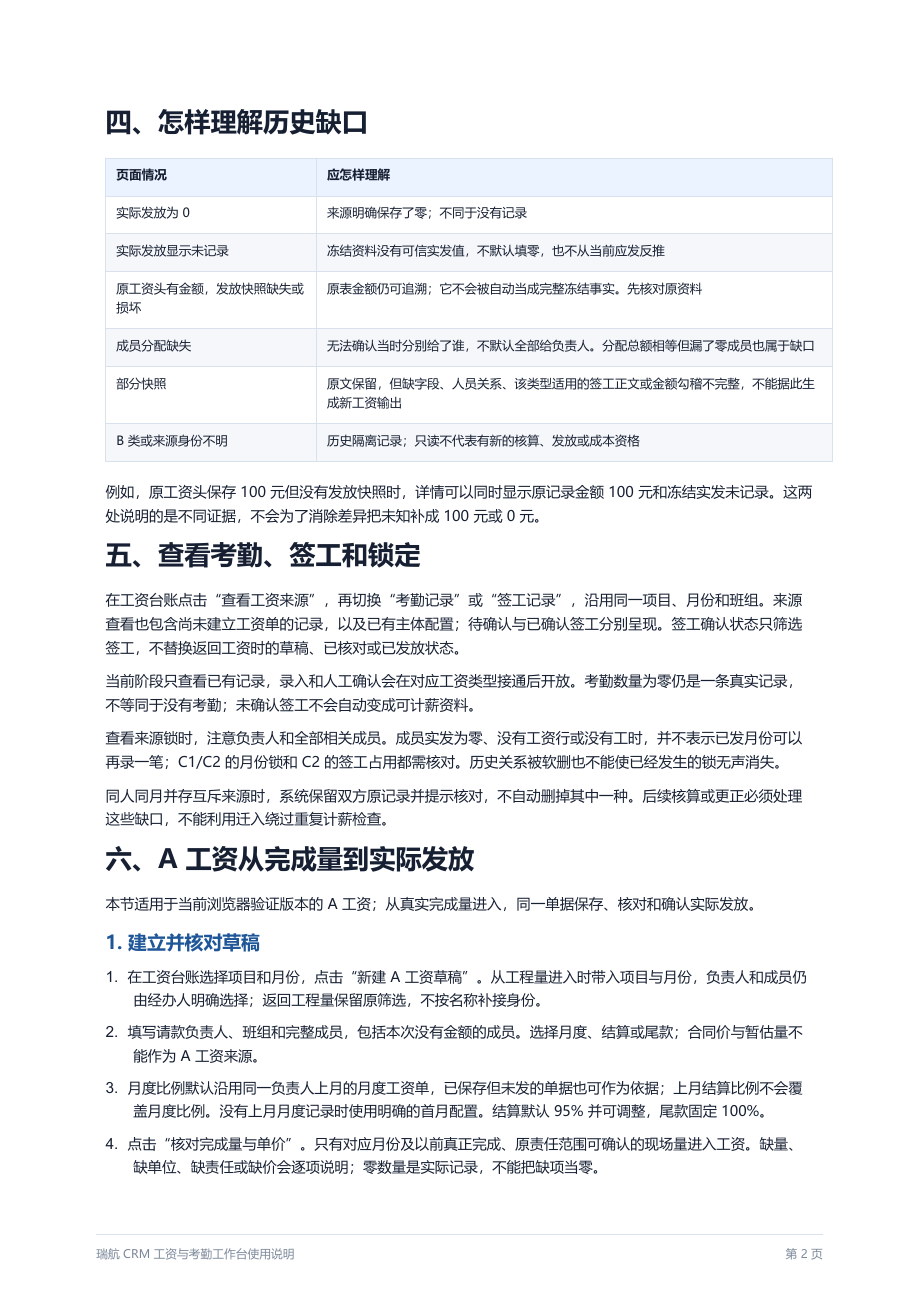 四、怎样理解历史缺口
页面情况 应怎样理解
实际发放为 0 来源明确保存了零；不同于没有记录
实际发放显示未记录 冻结资料没有可信实发值，不默认填零，也不从当前应发反推
原工资头有金额，发放快照缺失或 原表金额仍可追溯；它不会被自动当成完整冻结事实。先核对原资料
损坏
成员分配缺失 无法确认当时分别给了谁，不默认全部给负责人。分配总额相等但漏了零成员也属于缺口
部分快照 原文保留，但缺字段、人员关系、该类型适用的签工正文或金额勾稽不完整，不能据此生
成新工资输出
B 类或来源身份不明 历史隔离记录；只读不代表有新的核算、发放或成本资格
例如，原工资头保存 100 元但没有发放快照时，详情可以同时显示原记录金额 100 元和冻结实发未记录。这两
处说明的是不同证据，不会为了消除差异把未知补成 100 元或 0 元。
五、查看考勤、签工和锁定
在工资台账点击“查看工资来源”，再切换“考勤记录”或“签工记录”，沿用同一项目、月份和班组。来源
查看也包含尚未建立工资单的记录，以及已有主体配置；待确认与已确认签工分别呈现。签工确认状态只筛选
签工，不替换返回工资时的草稿、已核对或已发放状态。
当前阶段只查看已有记录，录入和人工确认会在对应工资类型接通后开放。考勤数量为零仍是一条真实记录，
不等同于没有考勤；未确认签工不会自动变成可计薪资料。
查看来源锁时，注意负责人和全部相关成员。成员实发为零、没有工资行或没有工时，并不表示已发月份可以
再录一笔；C1/C2 的月份锁和 C2 的签工占用都需核对。历史关系被软删也不能使已经发生的锁无声消失。
同人同月并存互斥来源时，系统保留双方原记录并提示核对，不自动删掉其中一种。后续核算或更正必须处理
这些缺口，不能利用迁入绕过重复计薪检查。
六、A 工资从完成量到实际发放
本节适用于当前浏览器验证版本的 A 工资；从真实完成量进入，同一单据保存、核对和确认实际发放。
1. 建立并核对草稿
1. 在工资台账选择项目和月份，点击“新建 A 工资草稿”。从工程量进入时带入项目与月份，负责人和成员仍
由经办人明确选择；返回工程量保留原筛选，不按名称补接身份。
2. 填写请款负责人、班组和完整成员，包括本次没有金额的成员。选择月度、结算或尾款；合同价与暂估量不
能作为 A 工资来源。
3. 月度比例默认沿用同一负责人上月的月度工资单，已保存但未发的单据也可作为依据；上月结算比例不会覆
盖月度比例。没有上月月度记录时使用明确的首月配置。结算默认 95% 并可调整，尾款固定 100%。
4. 点击“核对完成量与单价”。只有对应月份及以前真正完成、原责任范围可确认的现场量进入工资。缺量、
缺单位、缺责任或缺价会逐项说明；零数量是实际记录，不能把缺项当零。
瑞航 CRM 工资与考勤工作台使用说明 第 2 页